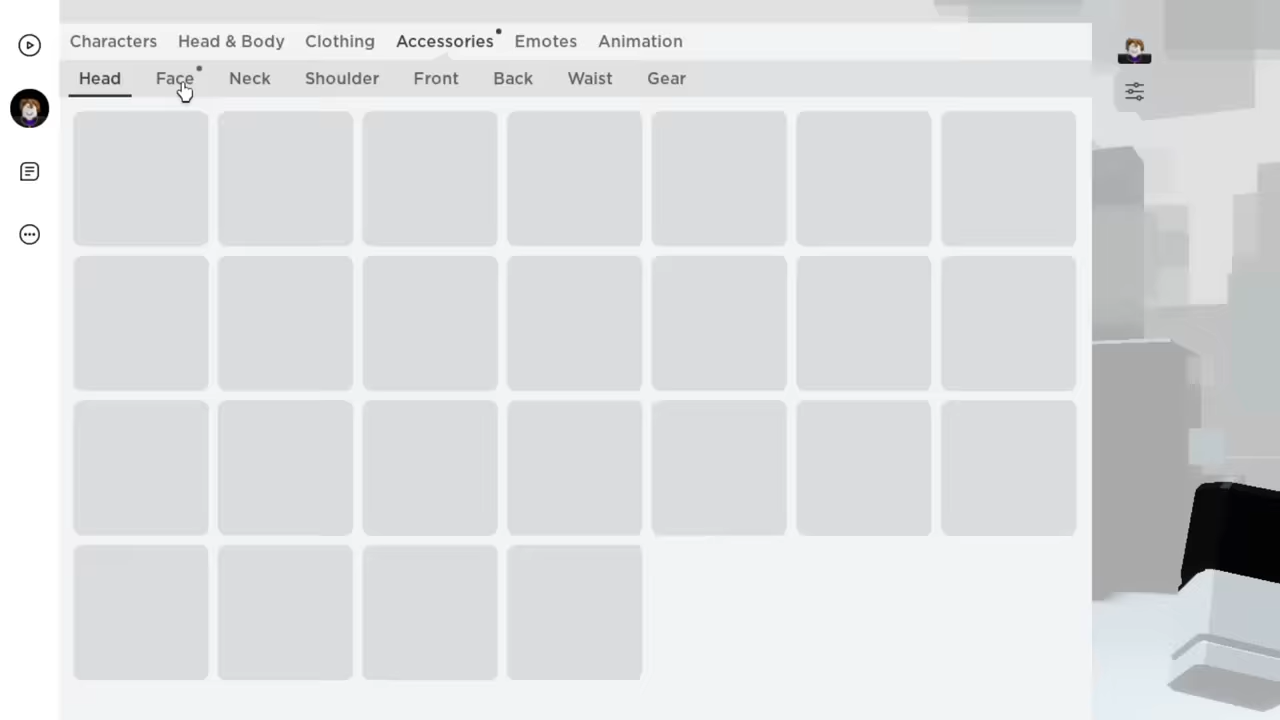 Characters Head & Body Clothing Accessories Emotes Animation
Head Face Neck Shoulder Front Back Waist Gear